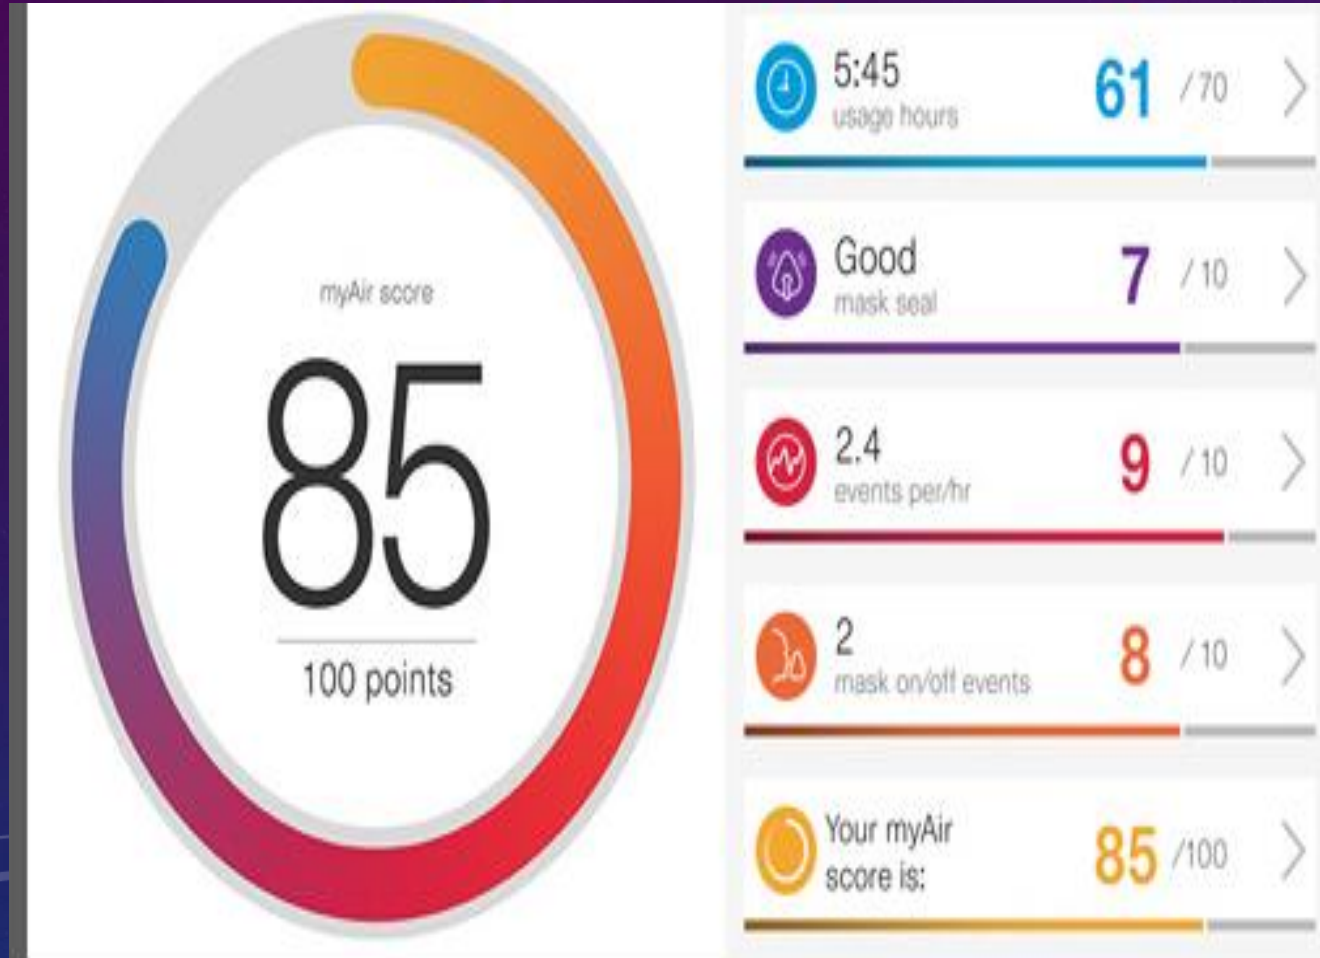 myAir score
85
100 points
5:45
usage hours
61 /70
Good
mask seal
7 /10
2.4
events per/hr
9 /10
2
mask on/off events
8 /10
Your myAir
score is:
85 /100